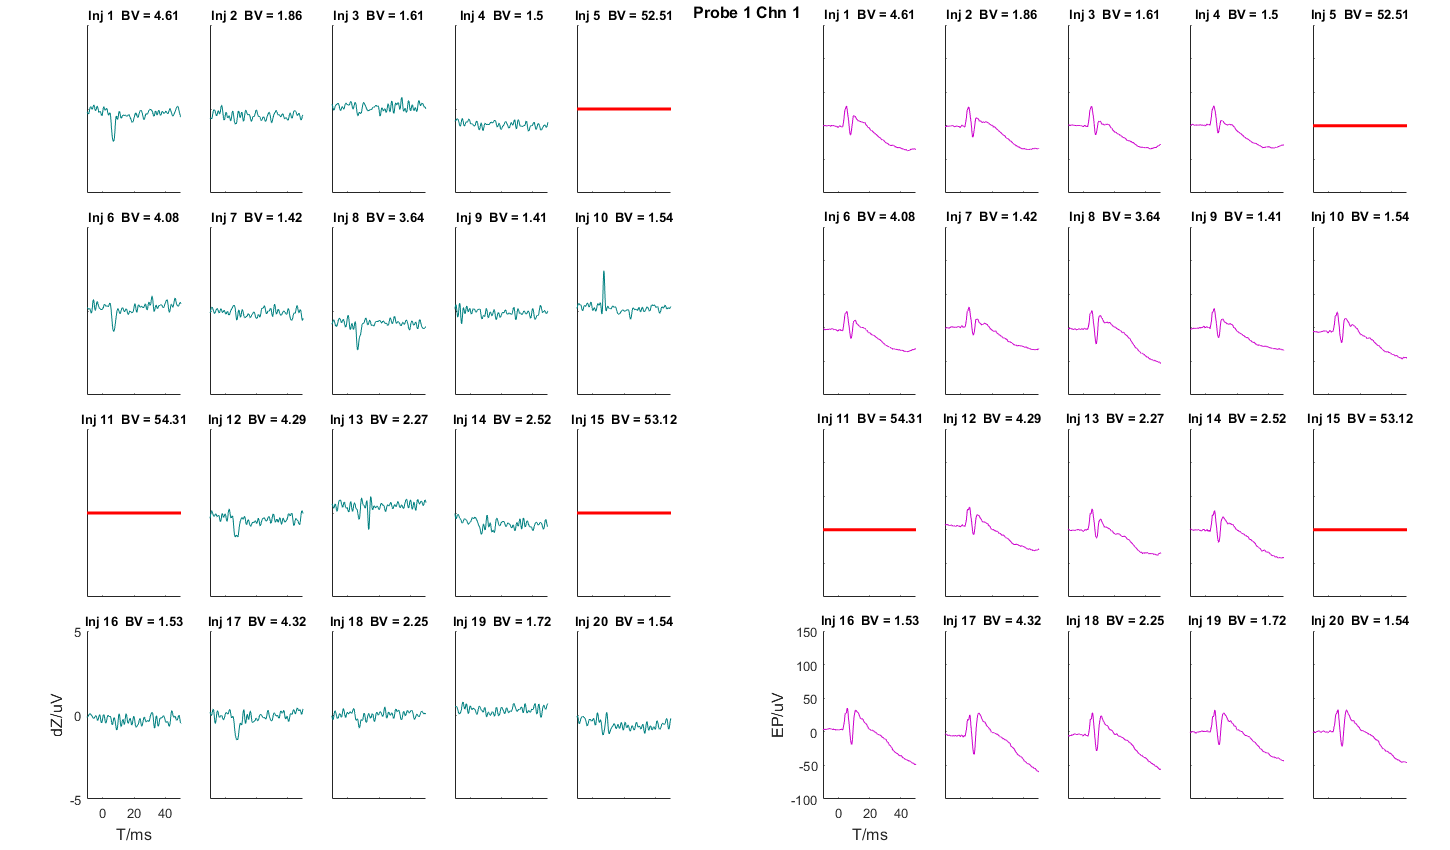 Probe 1 Chn 1
Inj 1 BV = 4.61 Inj 2 BV = 1.86 Inj 3 BV = 1.61 Inj 4 BV = 1.5 Inj 5 BV = 52.51
Inj 6 BV = 4.08 Inj 7 BV = 1.42 Inj 8 BV = 3.64 Inj 9 BV = 1.41 Inj 10 BV = 1.54
Inj 11 BV = 54.31 Inj 12 BV = 4.29 Inj 13 BV = 2.27 Inj 14 BV = 2.52 Inj 15 BV = 53.12
Inj 16 BV = 1.53 Inj 17 BV = 4.32 Inj 18 BV = 2.25 Inj 19 BV = 1.72 Inj 20 BV = 1.54
5
0
-5
dZ/uV
0 20 40
T/ms
Inj 1 BV = 4.61 Inj 2 BV = 1.86 Inj 3 BV = 1.61 Inj 4 BV = 1.5 Inj 5 BV = 52.51
Inj 6 BV = 4.08 Inj 7 BV = 1.42 Inj 8 BV = 3.64 Inj 9 BV = 1.41 Inj 10 BV = 1.54
Inj 11 BV = 54.31 Inj 12 BV = 4.29 Inj 13 BV = 2.27 Inj 14 BV = 2.52 Inj 15 BV = 53.12
Inj 16 BV = 1.53 Inj 17 BV = 4.32 Inj 18 BV = 2.25 Inj 19 BV = 1.72 Inj 20 BV = 1.54
150
100
50
0
-50
-100
EP/uV
0 20 40
T/ms